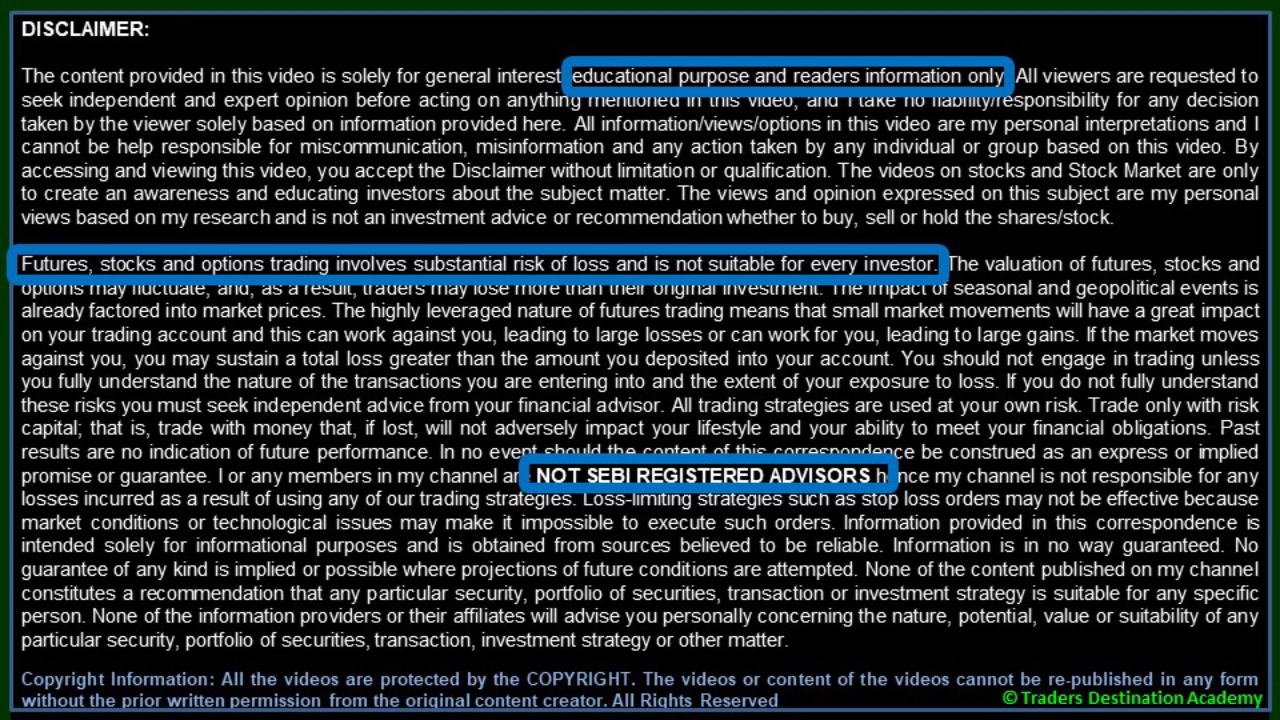 DISCLAIMER:
The content provided in this video is solely for general interest educational purpose and readers information only. All viewers are requested to
seek independent and expert opinion before acting on anything mentioned in this video, and I take no liability/responsibility for any decision
taken by the viewer solely based on information provided here. All information/views/options in this video are my personal interpretations and I
cannot be help responsible for miscommunication, misinformation and any action taken by any individual or group based on this video. By
accessing and viewing this video, you accept the Disclaimer without limitation or qualification. The videos on stocks and Stock Market are only
to create an awareness and educating investors about the subject matter. The views and opinion expressed on this subject are my personal
views based on my research and is not an investment advice or recommendation whether to buy, sell or hold the shares/stock.
Futures, stocks and options trading involves substantial risk of loss and is not suitable for every investor. The valuation of futures, stocks and
options may fluctuate, and, as a result, traders may lose more than their original investment. The impact of seasonal and geopolitical events is
already factored into market prices. The highly leveraged nature of futures trading means that small market movements will have a great impact
on your trading account and this can work against you, leading to large losses or can work for you, leading to large gains. If the market moves
against you, you may sustain a total loss greater than the amount you deposited into your account. You should not engage in trading unless
you fully understand the nature of the transactions you are entering into and the extent of your exposure to loss. If you do not fully understand
these risks you must seek independent advice from your financial advisor. All trading strategies are used at your own risk. Trade only with risk
capital; that is, trade with money that, if lost, will not adversely impact your lifestyle and your ability to meet your financial obligations. Past
results are no indication of future performance. In no event should the content of this correspondence be construed as an express or implied
promise or guarantee. I or any members in my channel are NOT SEBI REGISTERED ADVISORS hence my channel is not responsible for any
losses incurred as a result of using any of our trading strategies. Loss-limiting strategies such as stop loss orders may not be effective because
market conditions or technological issues may make it impossible to execute such orders. Information provided in this correspondence is
intended solely for informational purposes and is obtained from sources believed to be reliable. Information is in no way guaranteed. No
guarantee of any kind is implied or possible where projections of future conditions are attempted. None of the content published on my channel
constitutes a recommendation that any particular security, portfolio of securities, transaction or investment strategy is suitable for any specific
person. None of the information providers or their affiliates will advise you personally concerning the nature, potential, value or suitability of any
particular security, portfolio of securities, transaction, investment strategy or other matter.
Copyright Information: All the videos are protected by the COPYRIGHT. The videos or content of the videos cannot be re-published in any form
without the prior written permission from the original content creator. All Rights Reserved
© Traders Destination Academy